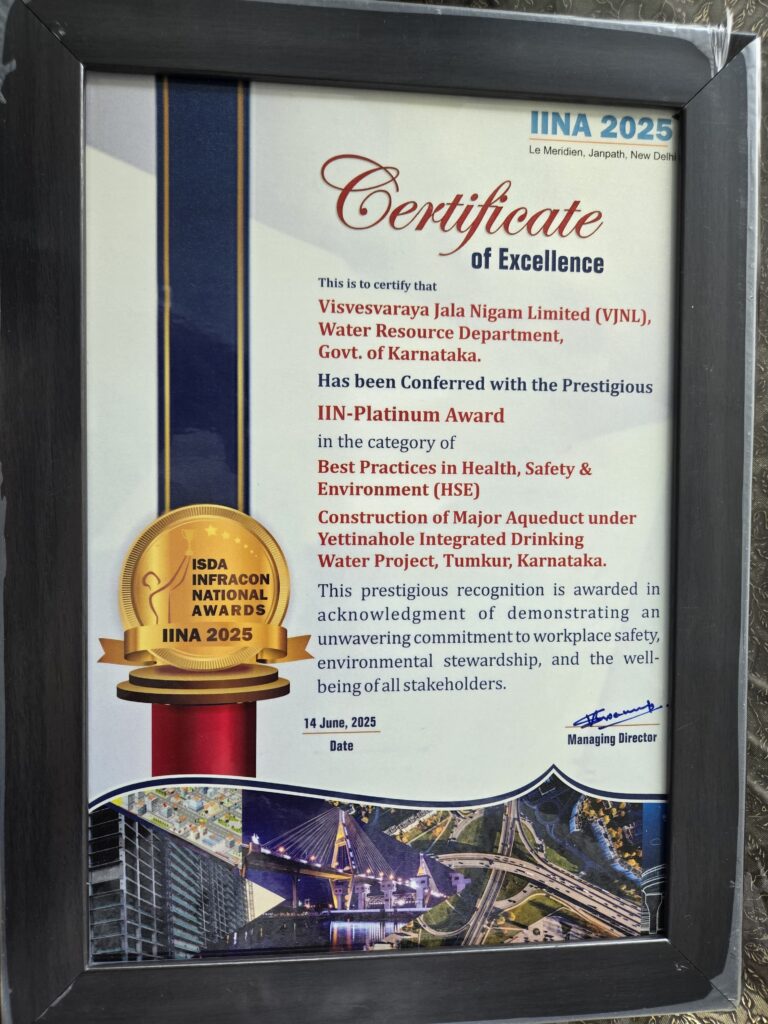 IINA 2025
Le Meridien, Janpath, New Delhi
Certificate
of Excellence
This is to certify that
Visvesvaraya Jala Nigam Limited (VJNL),
Water Resource Department,
Govt. of Karnataka.
Has been Conferred with the Prestigious
IIN-Platinum Award
in the category of
Best Practices in Health, Safety &
Environment (HSE)
Construction of Major Aqueduct under
Yettinahole Integrated Drinking
Water Project, Tumkur, Karnataka.
This prestigious recognition is awarded in
acknowledgment of demonstrating an
unwavering commitment to workplace safety,
environmental stewardship, and the well-
being of all stakeholders.
ISDA
INFRACON
NATIONAL
AWARDS
IINA 2025
14 June, 2025
Date
Managing Director